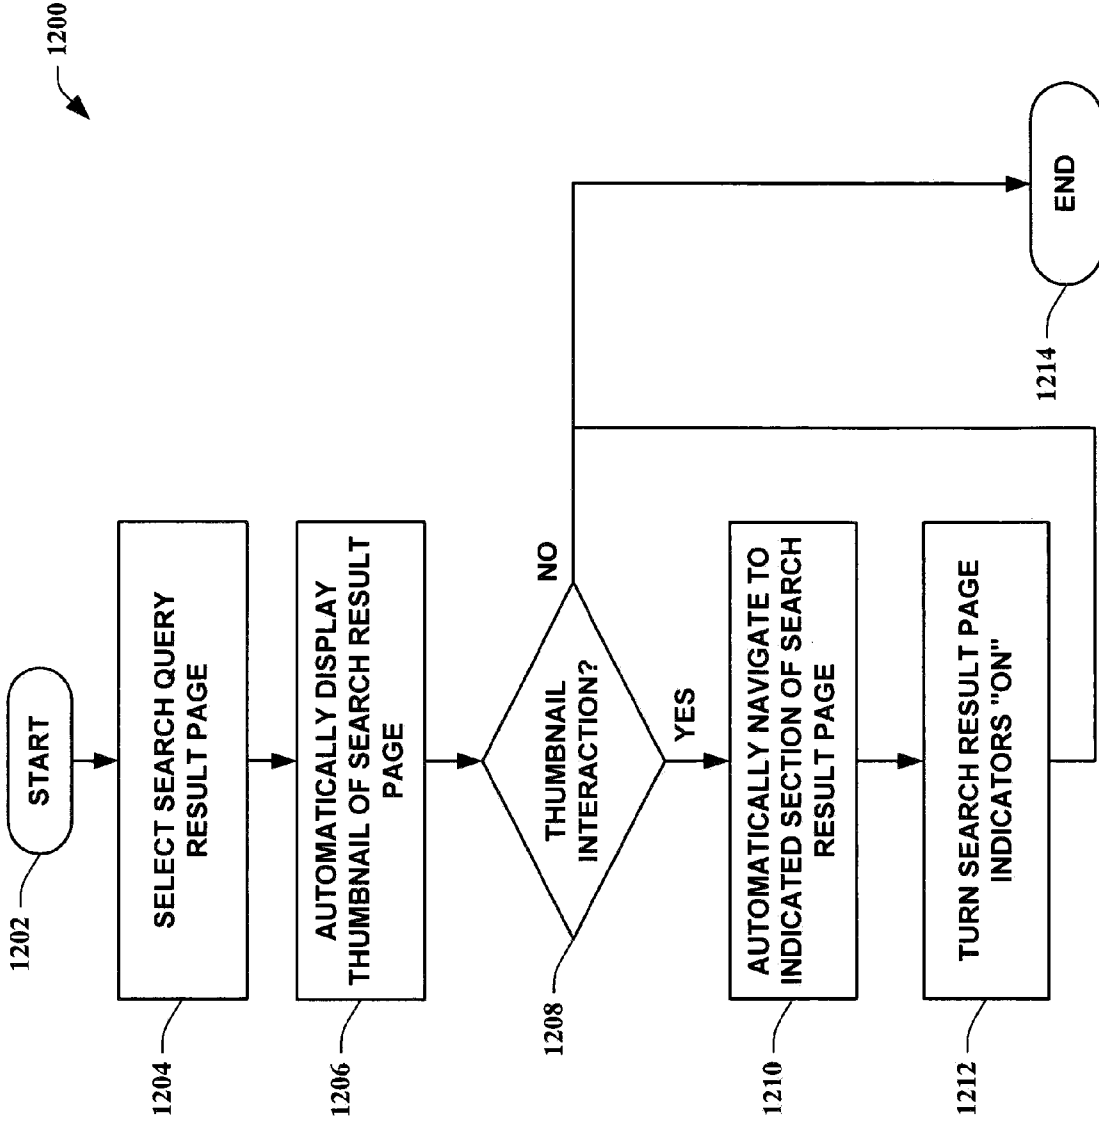 1200
START
1202
SELECT SEARCH QUERY
RESULT PAGE
1204
AUTOMATICALLY DISPLAY
THUMBNAIL OF SEARCH RESULT
PAGE
1206
THUMBNAIL
INTERACTION?
NO
YES
1208
AUTOMATICALLY NAVIGATE TO
INDICATED SECTION OF SEARCH
RESULT PAGE
1210
TURN SEARCH RESULT PAGE
INDICATORS "ON"
1212
END
1214